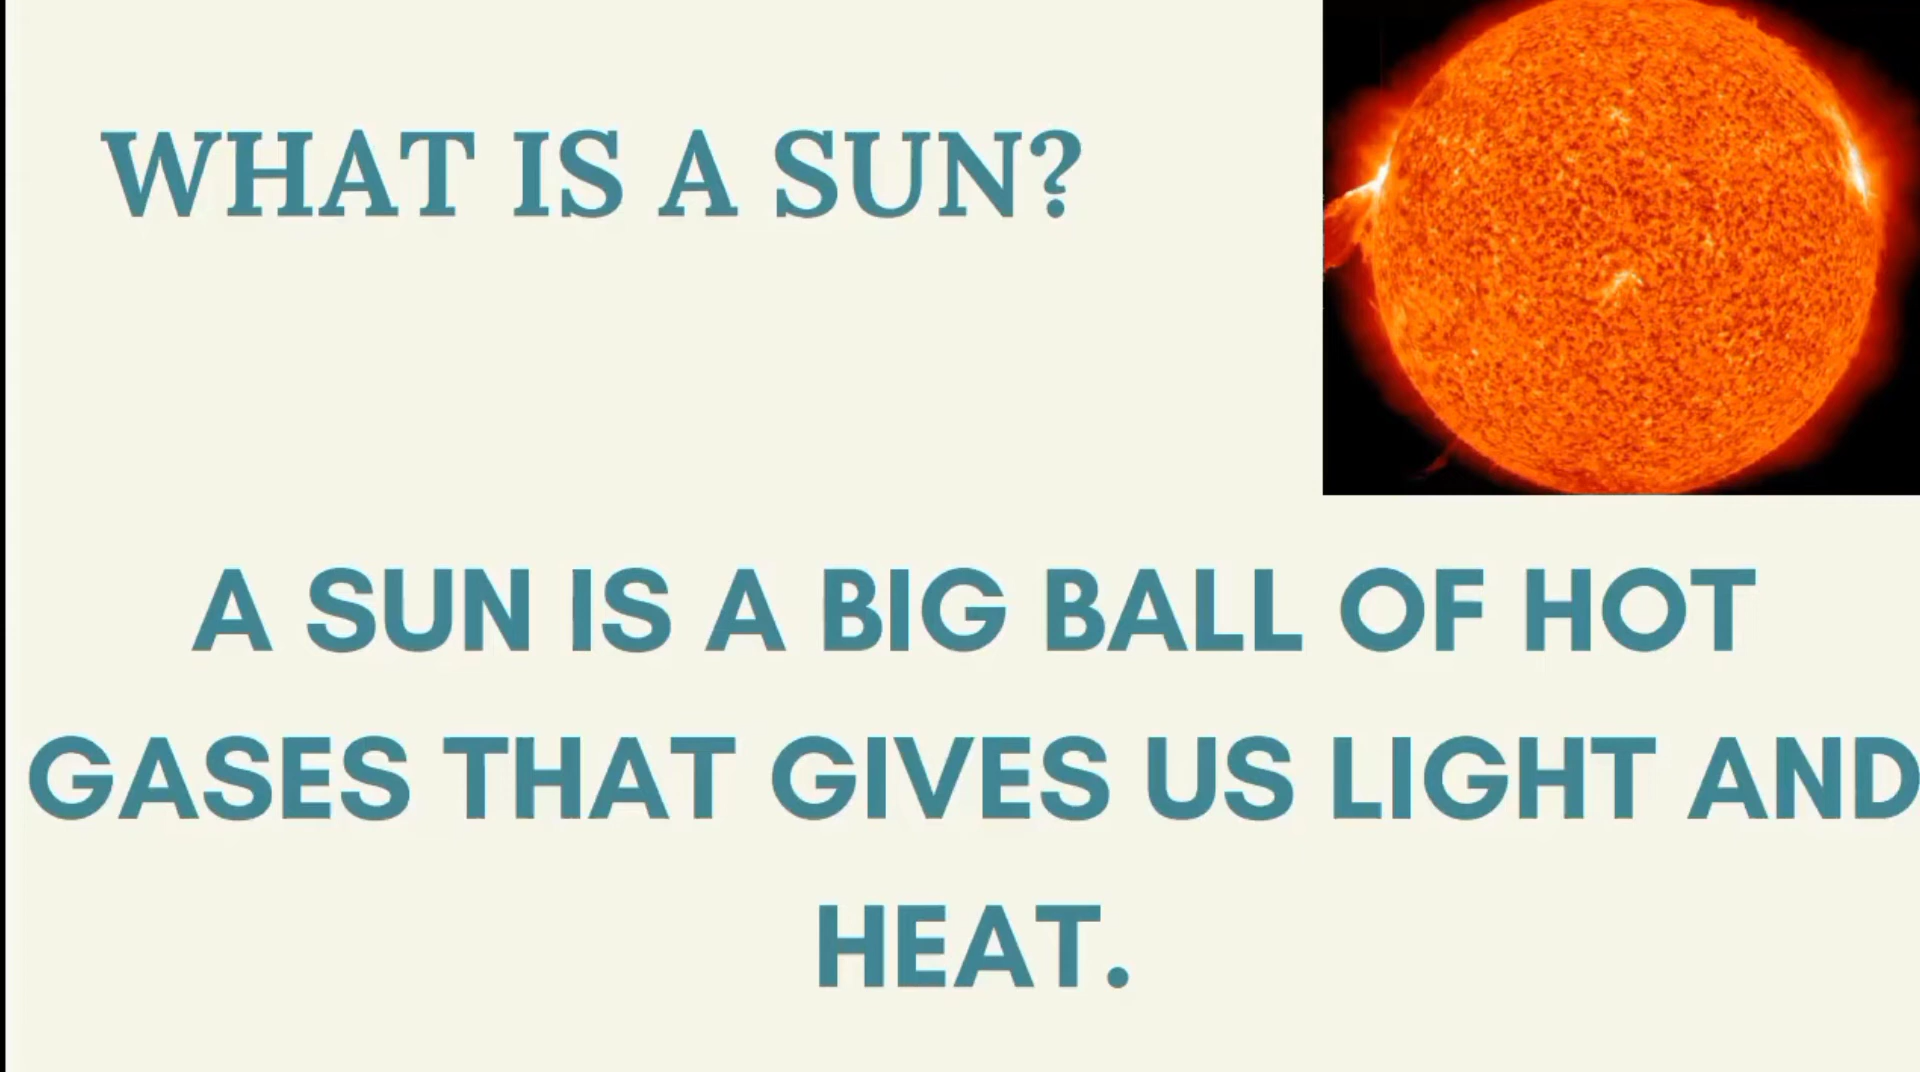 WHAT IS A SUN?
A SUN IS A BIG BALL OF HOT
GASES THAT GIVES US LIGHT AND
HEAT.